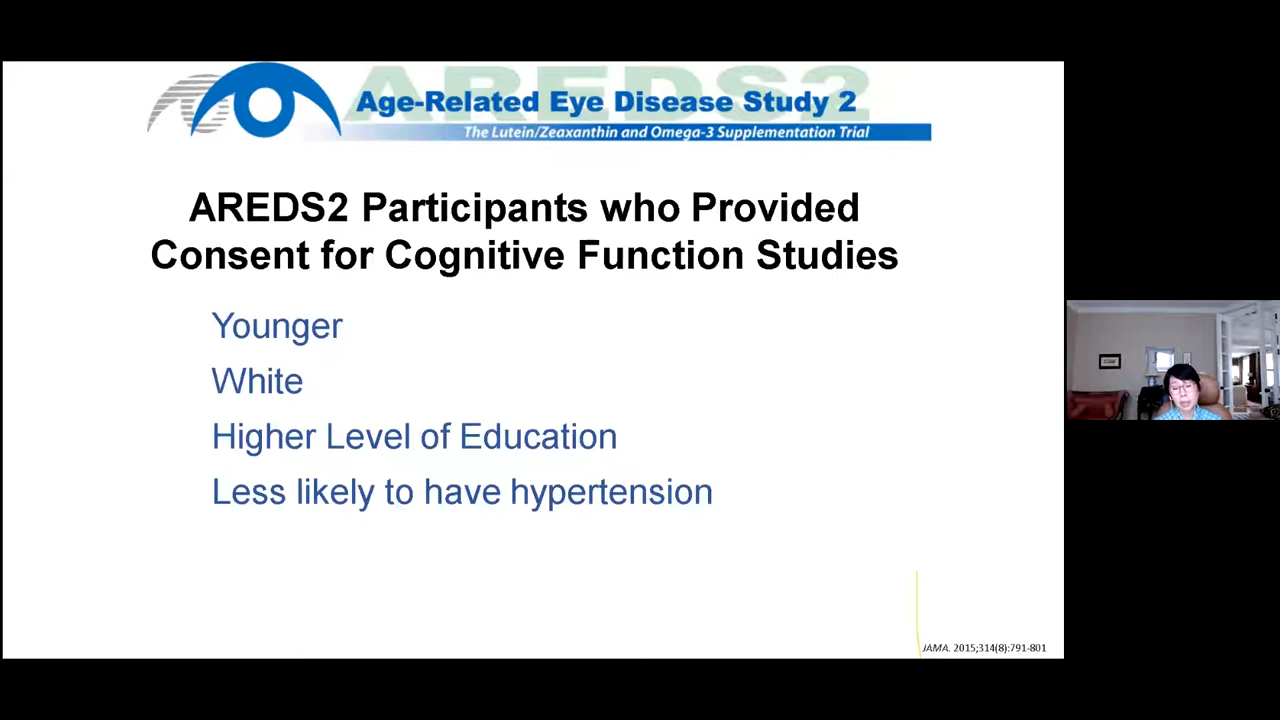 AREDS2
Age-Related Eye Disease Study 2
The Lutein/Zeaxanthin and Omega-3 Supplementation Trial
AREDS2 Participants who Provided
Consent for Cognitive Function Studies
Younger
White
Higher Level of Education
Less likely to have hypertension
JAMA. 2015;314(8):791-801